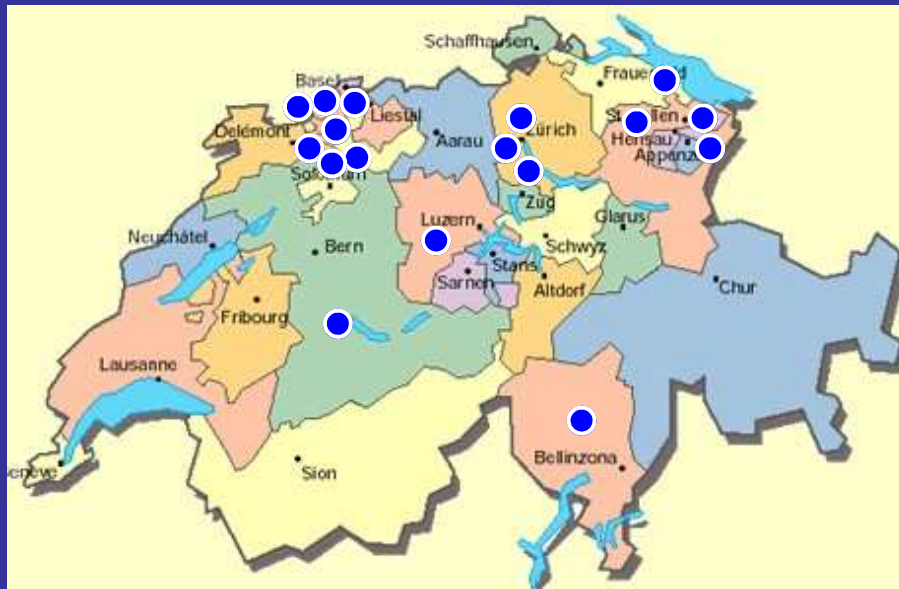 Schaffhausen
Basel
Liestal
Delémont
Aarau
Zürich
Herisau
Zug
Luzern
Glarus
Neuchâtel
Bern
Schwyz
Stans
Sarnen
Altdorf
Chur
Fribourg
Lausanne
Bellinzona
Sion